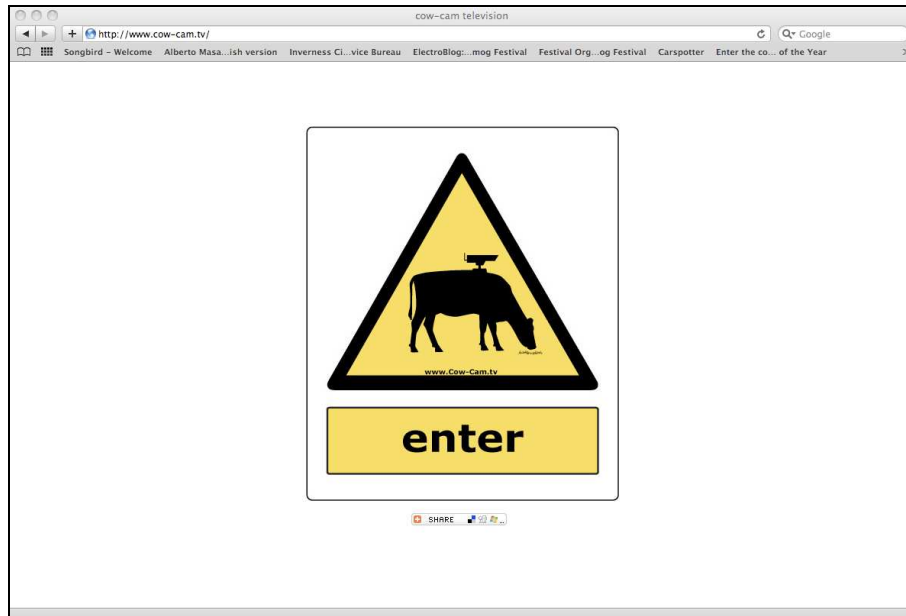 cow-cam television
http://www.cow-cam.tv/
Google
Songbird – Welcome Alberto Masa...ish version Inverness Ci...vice Bureau ElectroBlog:...mog Festival Festival Org...og Festival Carspotter Enter the co... of the Year
www.Cow-Cam.tv
enter
SHARE